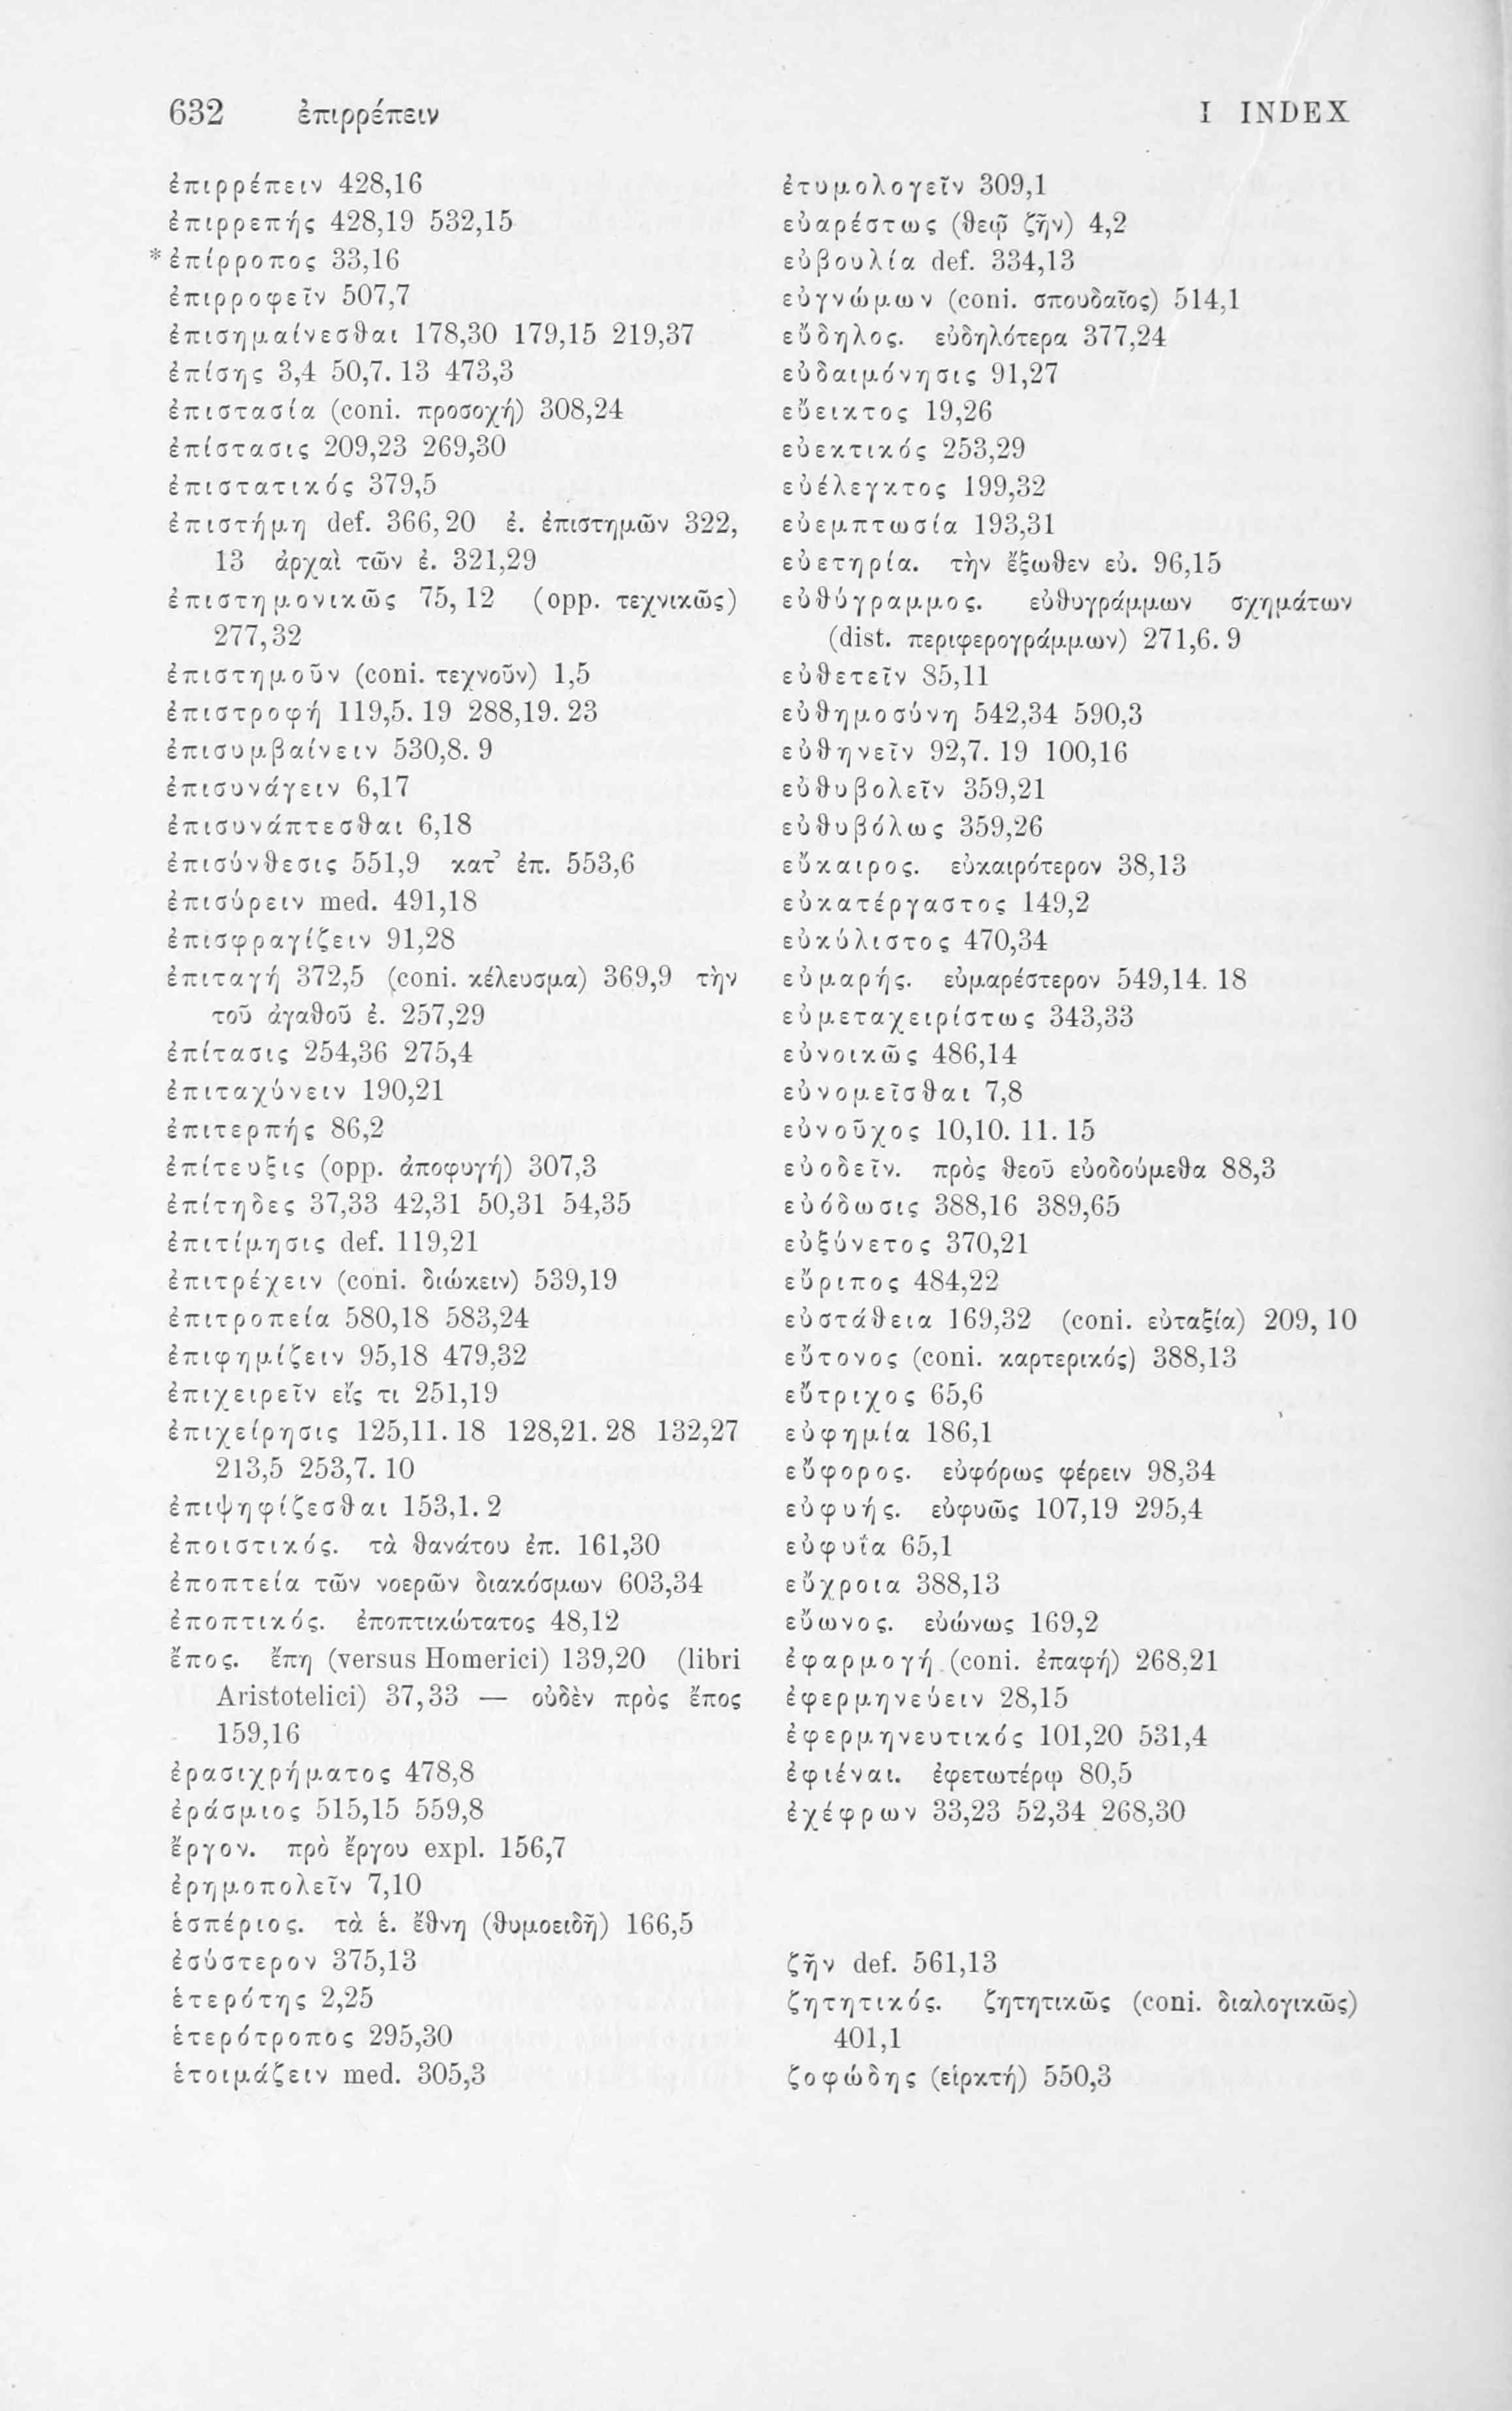 632 ἐπιρρέπειν I INDEX
ἐπιρρέπειν 428,16
ἐπιρρεπής 428,19 532,15
*ἐπίρροπος 33,16
ἐπιρροφεῖν 507,7
ἐπισημαίνεσθαι 178,30 179,15 219,37
ἐπίσης 3,4 50,7. 13 473,3
ἐπιστασία (coni. προσοχή) 308,24
ἐπίστασις 209,23 269,30
ἐπιστατικός 379,5
ἐπιστήμη def. 366,20 ἐ. ἐπιστημῶν 322,
13 ἀρχαὶ τῶν ἐ. 321,29
ἐπιστημονικῶς 75,12 (opp. τεχνικῶς)
277,32
ἐπιστημοῦν (coni. τεχνοῦν) 1,5
ἐπιστροφή 119,5. 19 288,19. 23
ἐπισυμβαίνειν 530,8. 9
ἐπισυνάγειν 6,17
ἐπισυνάπτεσθαι 6,18
ἐπισύνθεσις 551,9 κατ’ ἐπ. 553,6
ἐπισύρειν med. 491,18
ἐπισφραγίζειν 91,28
ἐπιταγή 372,5 (coni. κέλευσμα) 369,9 τὴν
τοῦ ἀγαθοῦ ἐ. 257,29
ἐπίτασις 254,36 275,4
ἐπιταχύνειν 190,21
ἐπιτερπής 86,2
ἐπίτευξις (opp. ἀποφυγή) 307,3
ἐπίτηδες 37,33 42,31 50,31 54,35
ἐπιτίμησις def. 119,21
ἐπιτρέχειν (coni. διώκειν) 539,19
ἐπιτροπεία 580,18 583,24
ἐπιφημίζειν 95,18 479,32
ἐπιχειρεῖν εἴς τι 251,19
ἐπιχείρησις 125,11. 18 128,21. 28 132,27
213,5 253,7. 10
ἐπιψηφίζεσθαι 153,1. 2
ἐποιστικός. τὰ θανάτου ἐπ. 161,30
ἐποπτεία τῶν νοερῶν διακόσμων 603,34
ἐποπτικός. ἐποπτικώτατος 48,12
ἔπος. ἔπη (versus Homerici) 139,20 (libri
Aristotelici) 37,33 — οὐδὲν πρὸς ἔπος
159,16
ἐρασιχρήματος 478,8
ἐράσμιος 515,15 559,8
ἔργον. πρὸ ἔργου expl. 156,7
ἐρημοπολεῖν 7,10
ἑσπέριος. τὰ ἑ. ἔθνη (θυμοειδῆ) 166,5
ἐσύστερον 375,13
ἑτερότης 2,25
ἑτερότροπος 295,30
ἑτοιμάζειν med. 305,3
ἐτυμολογεῖν 309,1
εὐαρέστως (θεῷ ζῆν) 4,2
εὐβουλία def. 334,13
εὐγνώμων (coni. σπουδαῖος) 514,1
εὔδηλος. εὐδηλότερα 377,24
εὐδαιμόνησις 91,27
εὔεικτος 19,26
εὐεκτικός 253,29
εὐέλεγκτος 199,32
εὐεμπτωσία 193,31
εὐετηρία. τὴν ἔξωθεν εὐ. 96,15
εὐθύγραμμος. εὐθυγράμμων σχημάτων
(dist. περιφερογράμμων) 271,6. 9
εὐθετεῖν 85,11
εὐθημοσύνη 542,34 590,3
εὐθηνεῖν 92,7. 19 100,16
εὐθυβολεῖν 359,21
εὐθυβόλως 359,26
εὔκαιρος. εὐκαιρότερον 38,13
εὐκατέργαστος 149,2
εὐκύλιστος 470,34
εὐμαρής. εὐμαρέστερον 549,14. 18
εὐμεταχειρίστως 343,33
εὐνοικῶς 486,14
εὐνομεῖσθαι 7,8
εὐνοῦχος 10,10. 11. 15
εὐοδεῖν. πρὸς θεοῦ εὐοδούμεθα 88,3
εὐόδωσις 388,16 389,65
εὐξύνετος 370,21
εὔριπος 484,22
εὐστάθεια 169,32 (coni. εὐταξία) 209,10
εὔτονος (coni. καρτερικός) 388,13
εὔτριχος 65,6
εὐφημία 186,1
εὔφορος. εὐφόρως φέρειν 98,34
εὐφυής. εὐφυῶς 107,19 295,4
εὐφυΐα 65,1
εὔχροια 388,13
εὔωνος. εὐώνως 169,2
ἐφαρμογή (coni. ἐπαφή) 268,21
ἐφερμηνεύειν 28,15
ἐφερμηνευτικός 101,20 531,4
ἐφιέναι. ἐφετωτέρῳ 80,5
ἐχέφρων 33,23 52,34 268,30
ζῆν def. 561,13
ζητητικός. ζητητικῶς (coni. διαλογικῶς)
401,1
ζοφώδης (εἱρκτή) 550,3